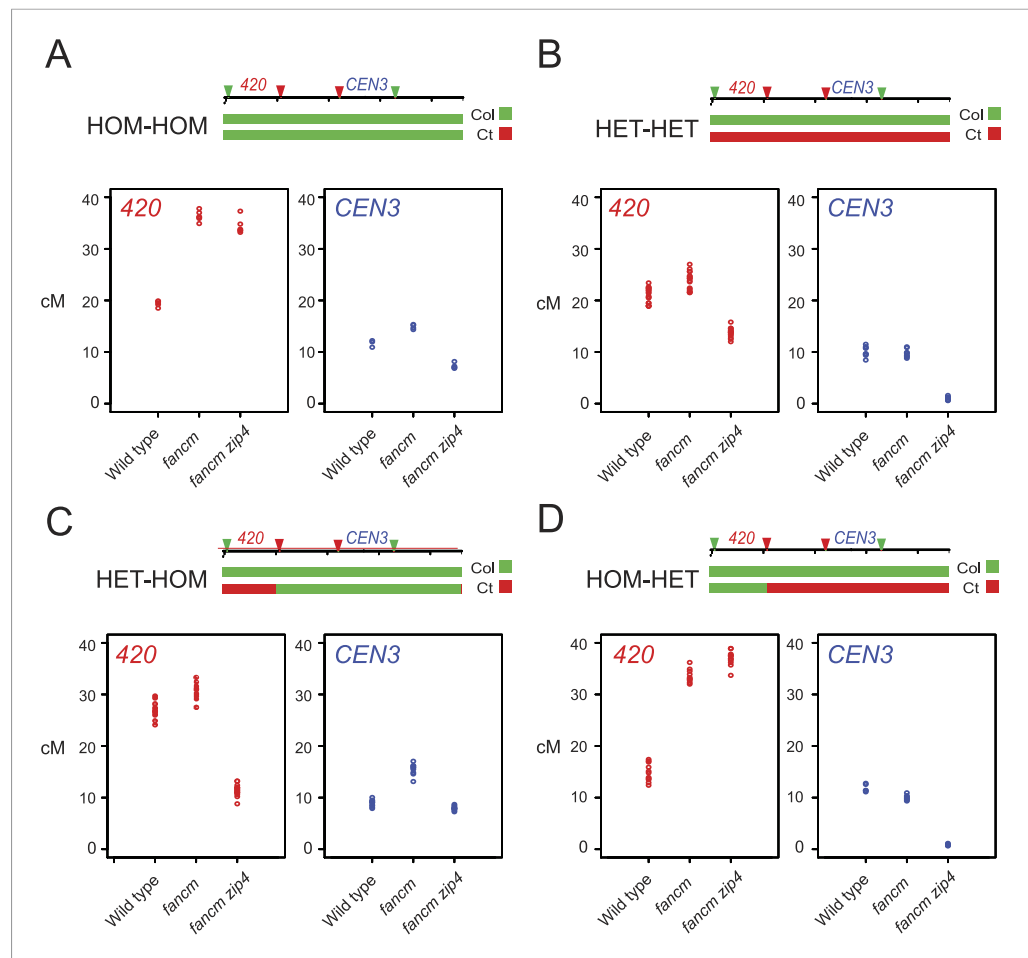 A
420 CEN3
Col
HOM-HOM
Ct
420
CEN3
40
30
cM
20
10
0
40
30
20
10
0
Wild type
fancm
fancm zip4
Wild type
fancm
fancm zip4
B
420 CEN3
Col
HET-HET
Ct
420
CEN3
40
30
cM
20
10
0
40
30
20
10
0
Wild type
fancm
fancm zip4
Wild type
fancm
fancm zip4
C
420 CEN3
Col
HET-HOM
Ct
420
CEN3
40
30
cM
20
10
0
40
30
20
10
0
Wild type
fancm
fancm zip4
Wild type
fancm
fancm zip4
D
420 CEN3
Col
HOM-HET
Ct
420
CEN3
40
30
cM
20
10
0
40
30
20
10
0
Wild type
fancm
fancm zip4
Wild type
fancm
fancm zip4